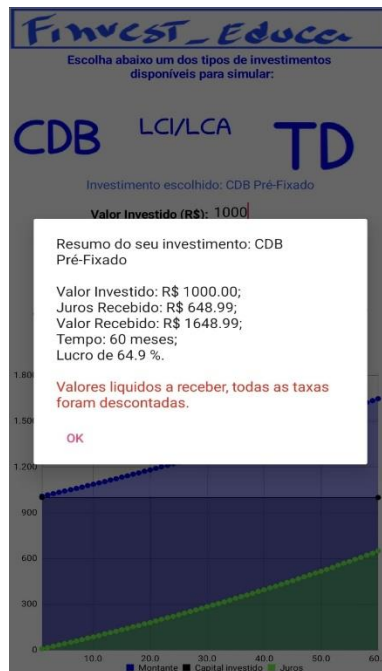 Finvest_Educa
Escolha abaixo um dos tipos de investimentos
disponíveis para simular:
CDB
LCI/LCA
TD
Investimento escolhido: CDB Pré-Fixado
Valor Investido (R$): 1000
Resumo do seu investimento: CDB
Pré-Fixado
Valor Investido: R$ 1000.00;
Juros Recebido: R$ 648.99;
Valor Recebido: R$ 1648.99;
Tempo: 60 meses;
Lucro de 64.9 %.
Valores liquidos a receber, todas as taxas
foram descontadas.
OK
1.800
1.500
1.200
900
600
300
0
10.0 20.0 30.0 40.0 50.0 60.
Montante Capital investido Juros